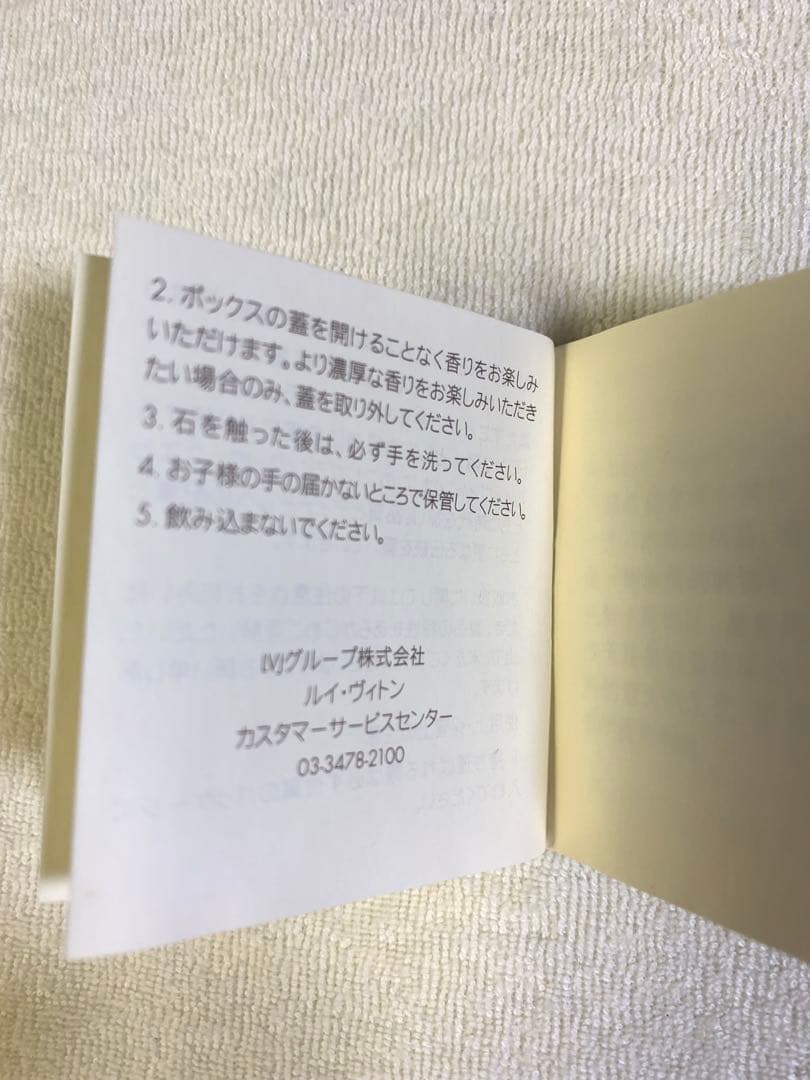 2. ボックスの蓋を開けることなく香りをお楽しみ
いただけます。より濃厚な香りをお楽しみいただき
たい場合のみ、蓋を取り外してください。
3. 石を触った後は、必ず手を洗ってください。
4. お子様の手の届かないところで保管してください。
5. 飲み込まないでください。
LVJグループ株式会社
ルイ・ヴィトン
カスタマーサービスセンター
03-3478-2100